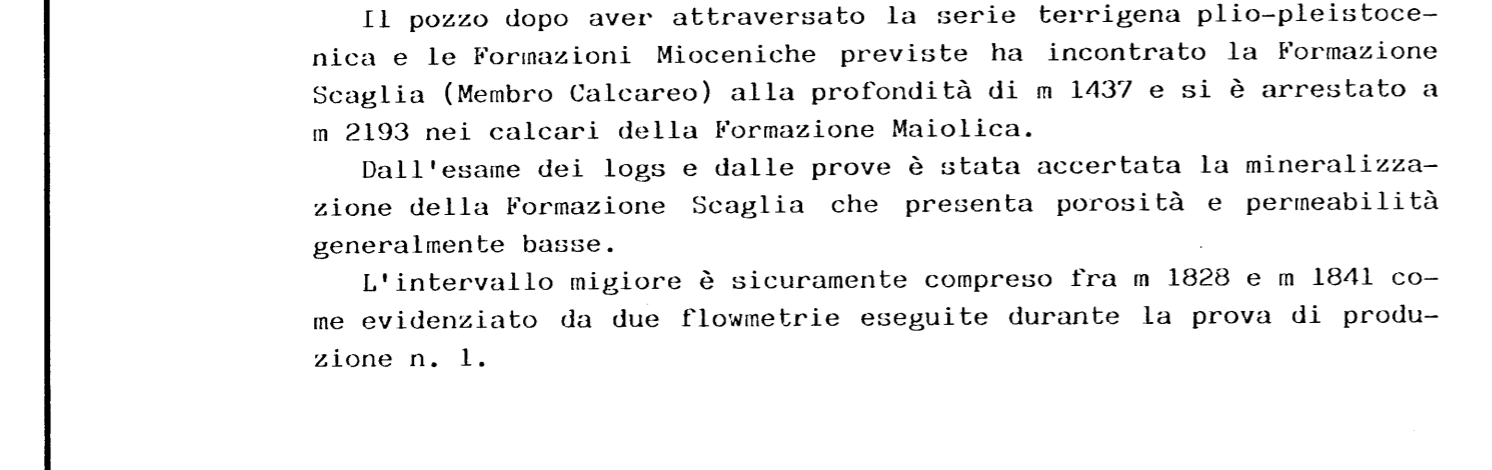 Il pozzo dopo aver attraversato la serie terrigena plio-pleistoce-
nica e le Formazioni Mioceniche previste ha incontrato la Formazione
Scaglia (Membro Calcareo) alla profondità di m 1437 e si è arrestato a
m 2193 nei calcari della Formazione Maiolica.
Dall'esame dei logs e dalle prove è stata accertata la mineralizza-
zione della Formazione Scaglia che presenta porosità e permeabilità
generalmente basse.
L'intervallo migiore è sicuramente compreso fra m 1828 e m 1841 co-
me evidenziato da due flowmetrie eseguite durante la prova di produ-
zione n. 1.